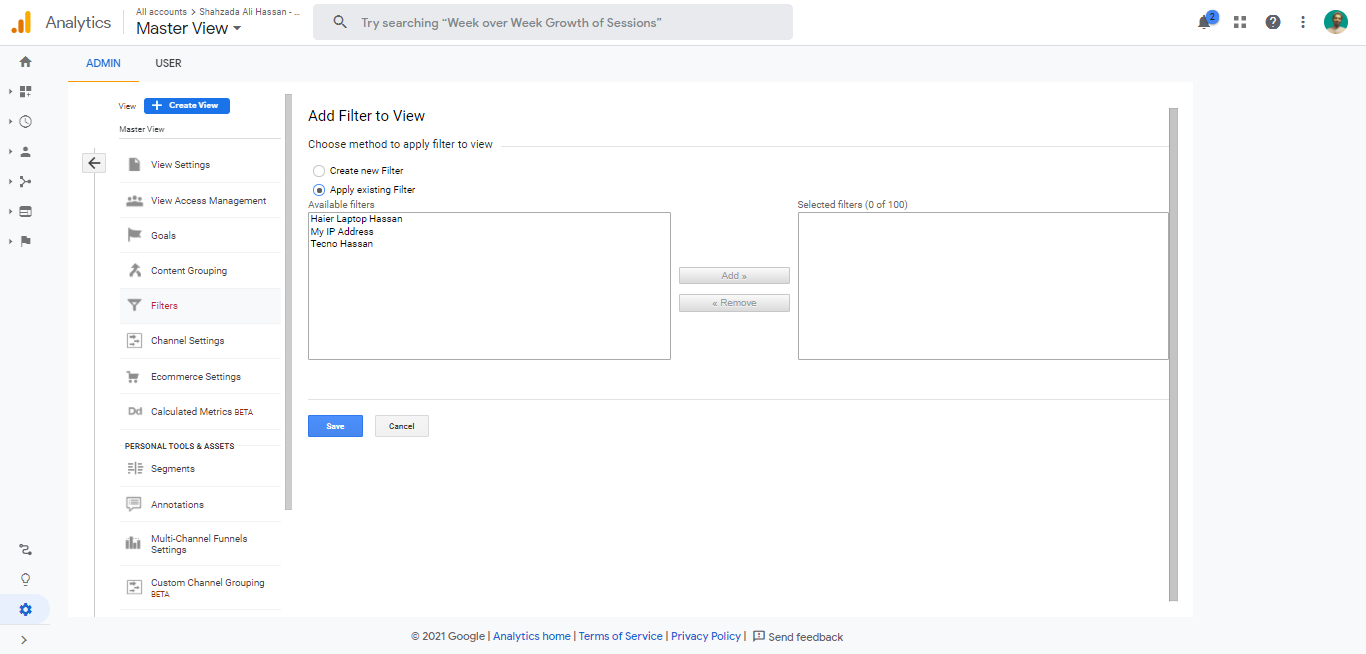 Analytics
All accounts > Shahzada Ali Hassan - ...
Master View
Try searching “Week over Week Growth of Sessions”
2
ADMIN
USER
View
Create View
Master View
View Settings
View Access Management
Goals
Content Grouping
Filters
Channel Settings
Ecommerce Settings
Dd Calculated Metrics BETA
PERSONAL TOOLS & ASSETS
Segments
Annotations
Multi-Channel Funnels
Settings
Custom Channel Grouping
BETA
Add Filter to View
Choose method to apply filter to view
Create new Filter
Apply existing Filter
Available filters
Haier Laptop Hassan
My IP Address
Tecno Hassan
Add »
« Remove
Selected filters (0 of 100)
Save
Cancel
© 2021 Google | Analytics home | Terms of Service | Privacy Policy | Send feedback